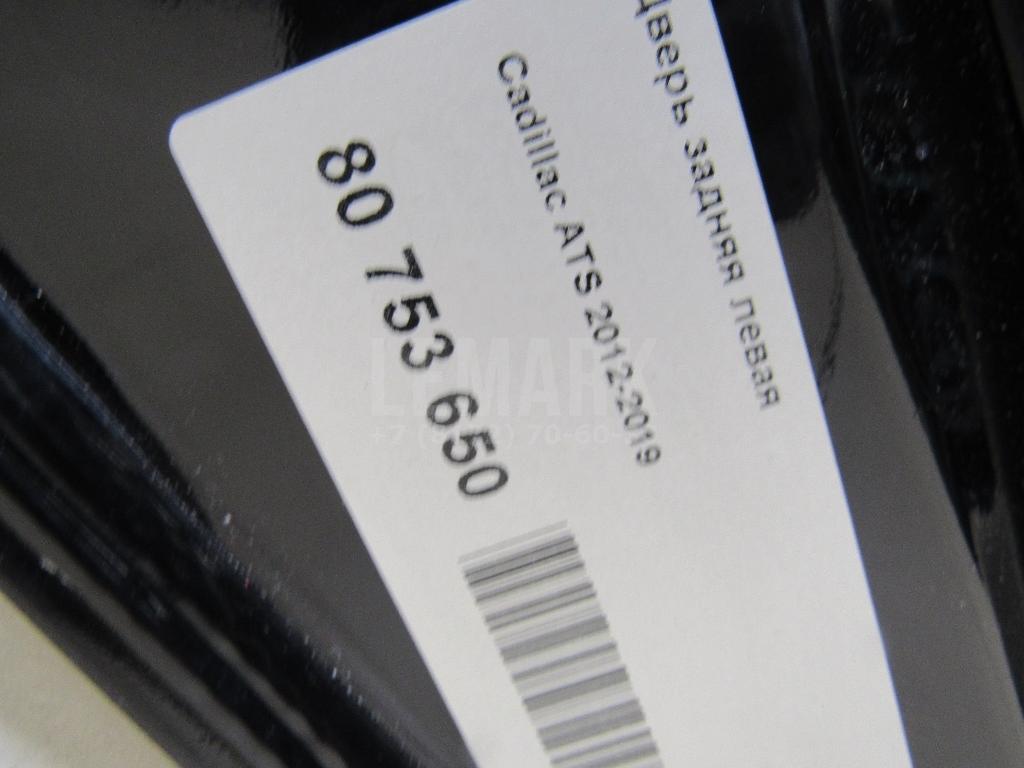 Дверь задняя левая
Cadillac ATS 2012-2019
80 753 650
LEMARK